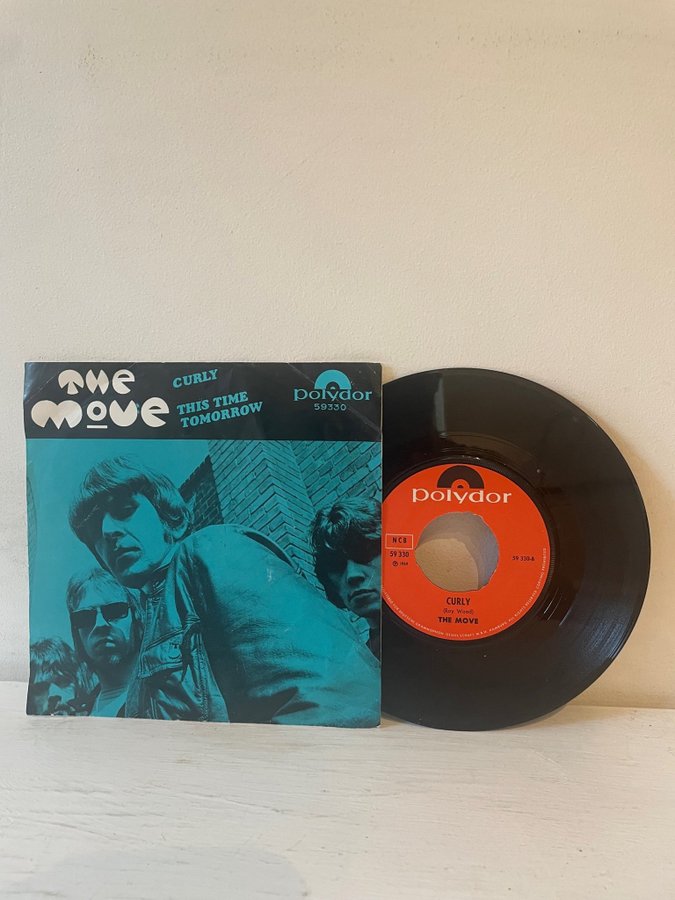 THE
MOVE
CURLY
THIS TIME
TOMORROW
polydor
59330
polydor
NCB
59 330
℗ 1969
59 330-A
CURLY
(Roy Wood)
THE MOVE